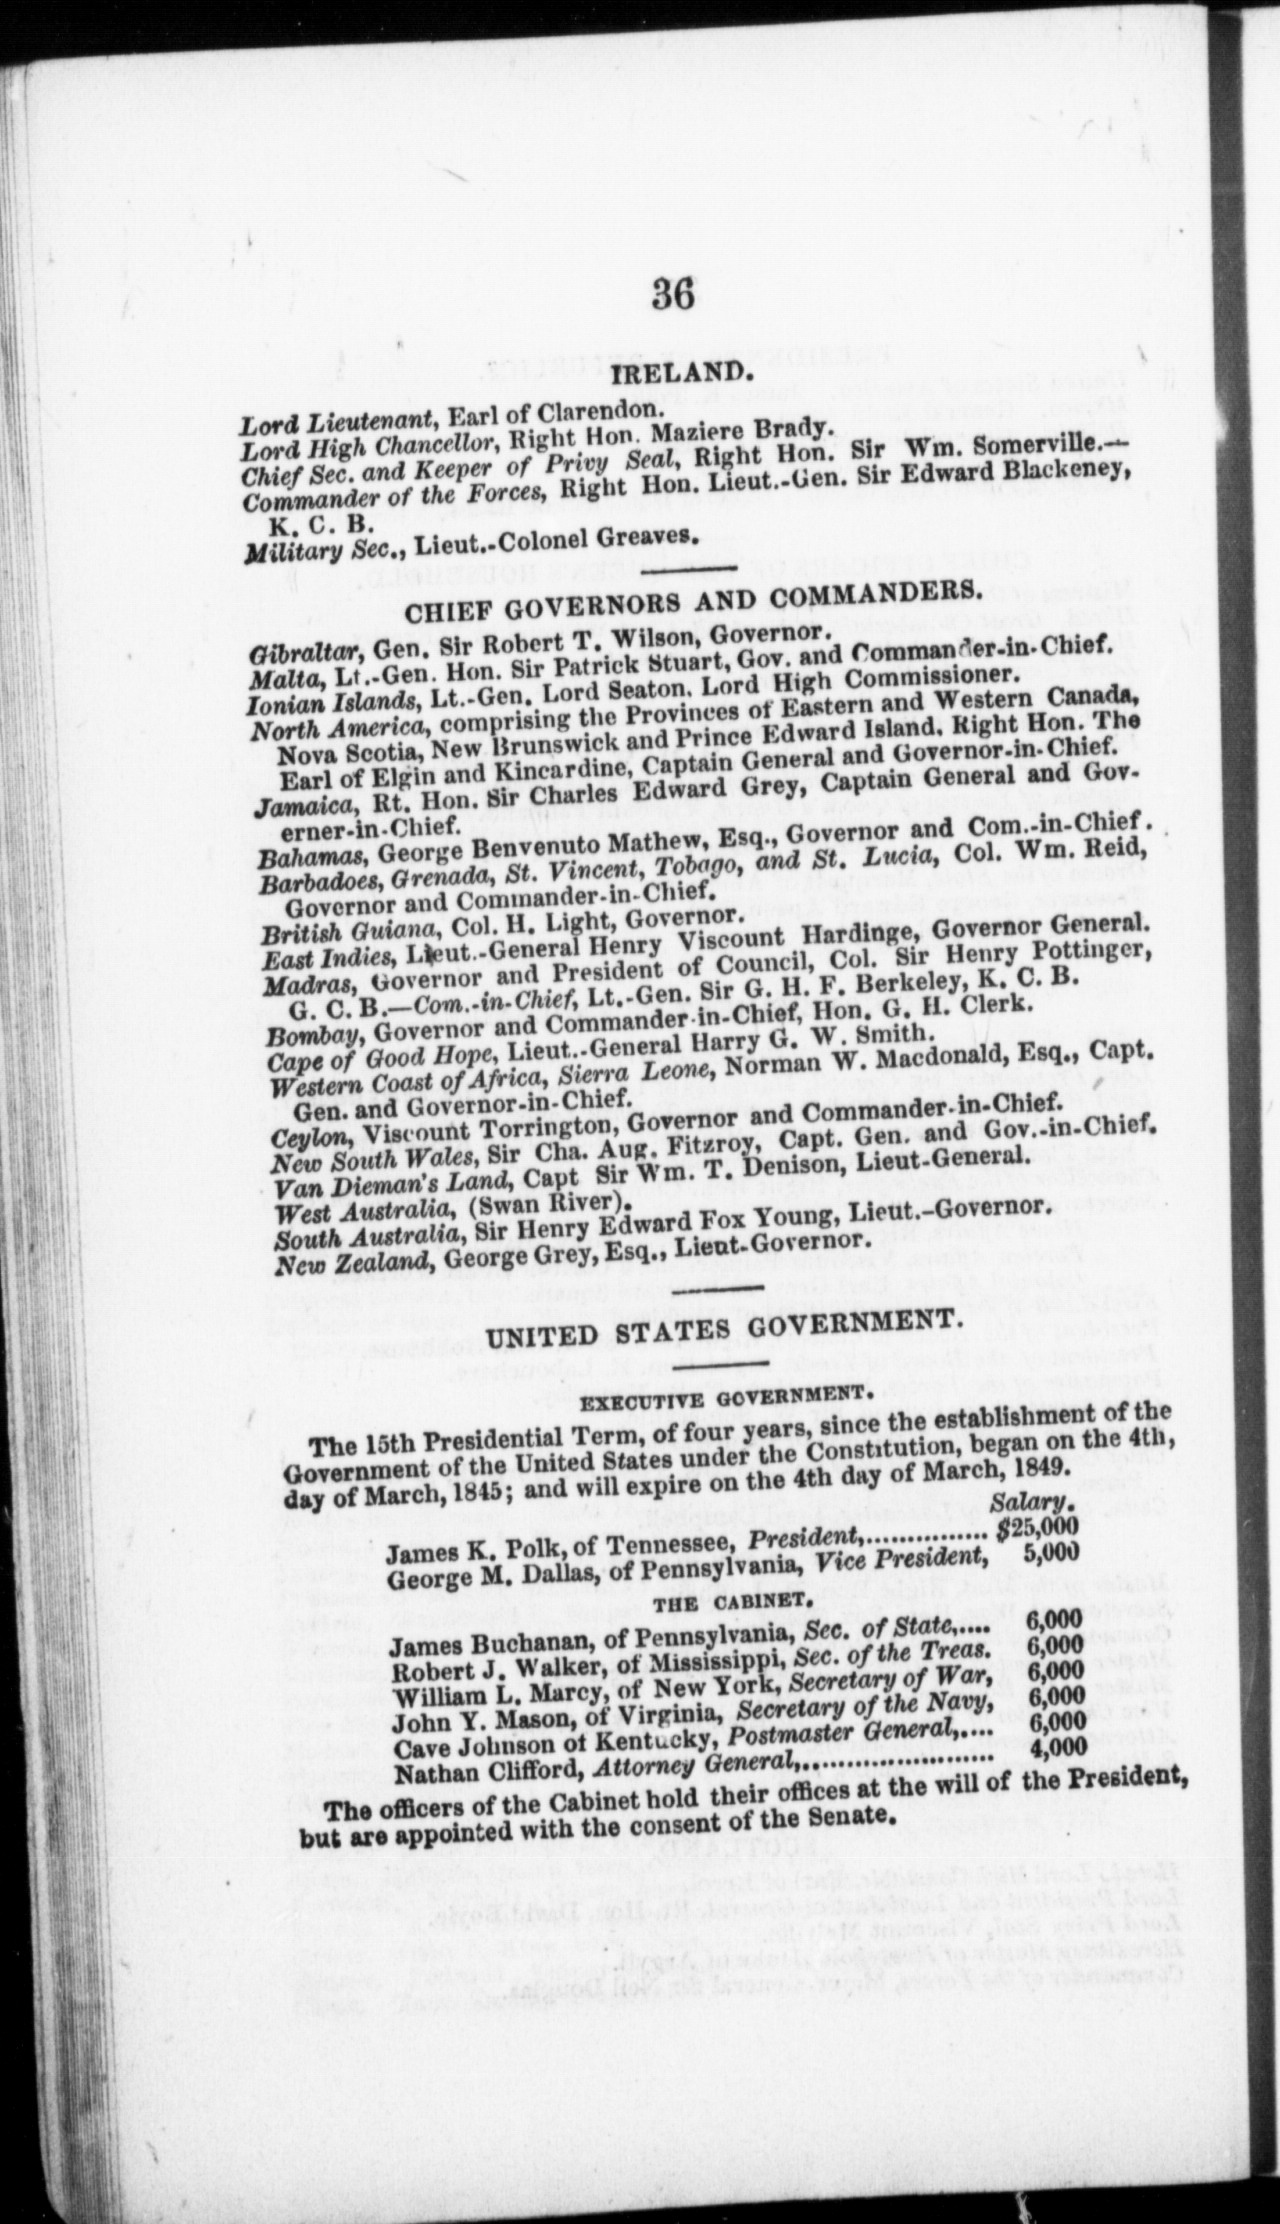 36
IRELAND.
Lord Lieutenant, Earl of Clarendon.
Lord High Chancellor, Right Hon. Maziere Brady.
Chief Sec. and Keeper of Privy Seal, Right Hon. Sir Wm. Somerville.—
Commander of the Forces, Right Hon. Lieut.-Gen. Sir Edward Blackeney,
K. C. B.
Military Sec., Lieut.-Colonel Greaves.
CHIEF GOVERNORS AND COMMANDERS.
Gibraltar, Gen. Sir Robert T. Wilson, Governor.
Malta, Lt.-Gen. Hon. Sir Patrick Stuart, Gov. and Commander-in-Chief.
Ionian Islands, Lt.-Gen. Lord Seaton. Lord High Commissioner.
North America, comprising the Provinces of Eastern and Western Canada,
Nova Scotia, New Brunswick and Prince Edward Island. Right Hon. The
Earl of Elgin and Kincardine, Captain General and Governor-in-Chief.
Jamaica, Rt. Hon. Sir Charles Edward Grey, Captain General and Gov-
erner-in-Chief.
Bahamas, George Benvenuto Mathew, Esq., Governor and Com.-in-Chief.
Barbadoes, Grenada, St. Vincent, Tobago, and St. Lucia, Col. Wm. Reid,
Governor and Commander-in-Chief.
British Guiana, Col. H. Light, Governor.
East Indies, Lieut.-General Henry Viscount Hardinge, Governor General.
Madras, Governor and President of Council, Col. Sir Henry Pottinger,
G. C. B.—Com.-in-Chief, Lt.-Gen. Sir G. H. F. Berkeley, K. C. B.
Bombay, Governor and Commander-in-Chief, Hon. G. H. Clerk.
Cape of Good Hope, Lieut.-General Harry G. W. Smith.
Western Coast of Africa, Sierra Leone, Norman W. Macdonald, Esq., Capt.
Gen. and Governor-in-Chief.
Ceylon, Viscount Torrington, Governor and Commander-in-Chief.
New South Wales, Sir Cha. Aug. Fitzroy, Capt. Gen. and Gov.-in-Chief.
Van Dieman's Land, Capt Sir Wm. T. Denison, Lieut-General.
West Australia, (Swan River).
South Australia, Sir Henry Edward Fox Young, Lieut.-Governor.
New Zealand, George Grey, Esq., Lieut-Governor.
UNITED STATES GOVERNMENT.
EXECUTIVE GOVERNMENT.
The 15th Presidential Term, of four years, since the establishment of the
Government of the United States under the Constitution, began on the 4th,
day of March, 1845; and will expire on the 4th day of March, 1849.
Salary.
James K. Polk, of Tennessee, President,............... $25,000
George M. Dallas, of Pennsylvania, Vice President, 5,000
THE CABINET.
James Buchanan, of Pennsylvania, Sec. of State,.... 6,000
Robert J. Walker, of Mississippi, Sec. of the Treas. 6,000
William L. Marcy, of New York, Secretary of War, 6,000
John Y. Mason, of Virginia, Secretary of the Navy, 6,000
Cave Johnson of Kentucky, Postmaster General,.... 6,000
Nathan Clifford, Attorney General,...................... 4,000
The officers of the Cabinet hold their offices at the will of the President,
but are appointed with the consent of the Senate.